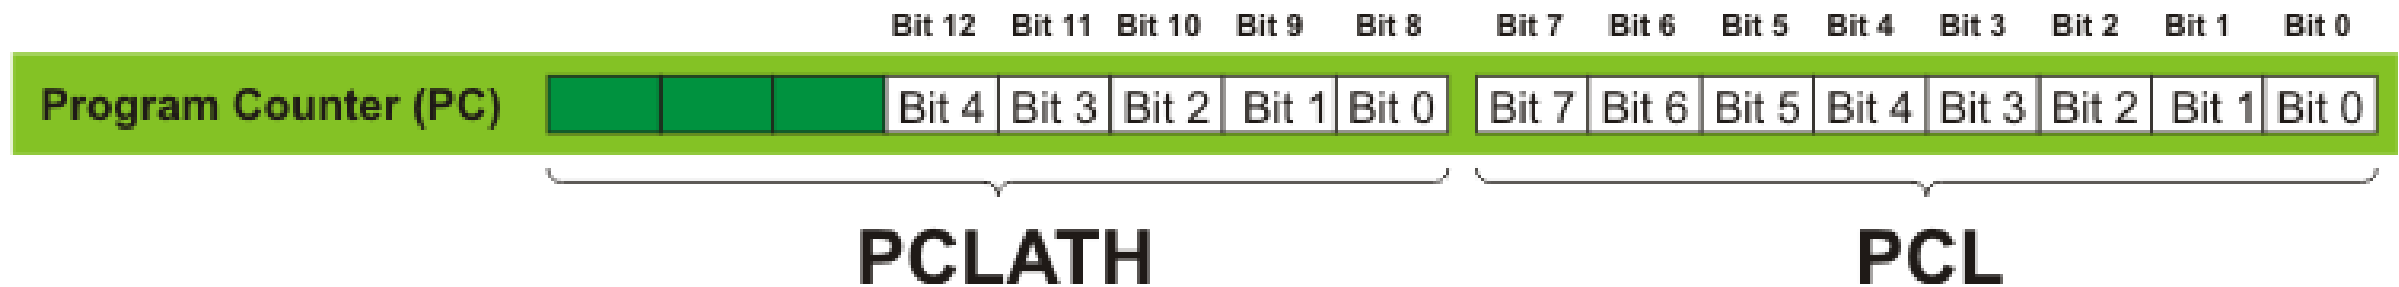 Bit 12 Bit 11 Bit 10 Bit 9 Bit 8 Bit 7 Bit 6 Bit 5 Bit 4 Bit 3 Bit 2 Bit 1 Bit 0
Program Counter (PC) Bit 4 Bit 3 Bit 2 Bit 1 Bit 0 Bit 7 Bit 6 Bit 5 Bit 4 Bit 3 Bit 2 Bit 1 Bit 0
PCLATH PCL